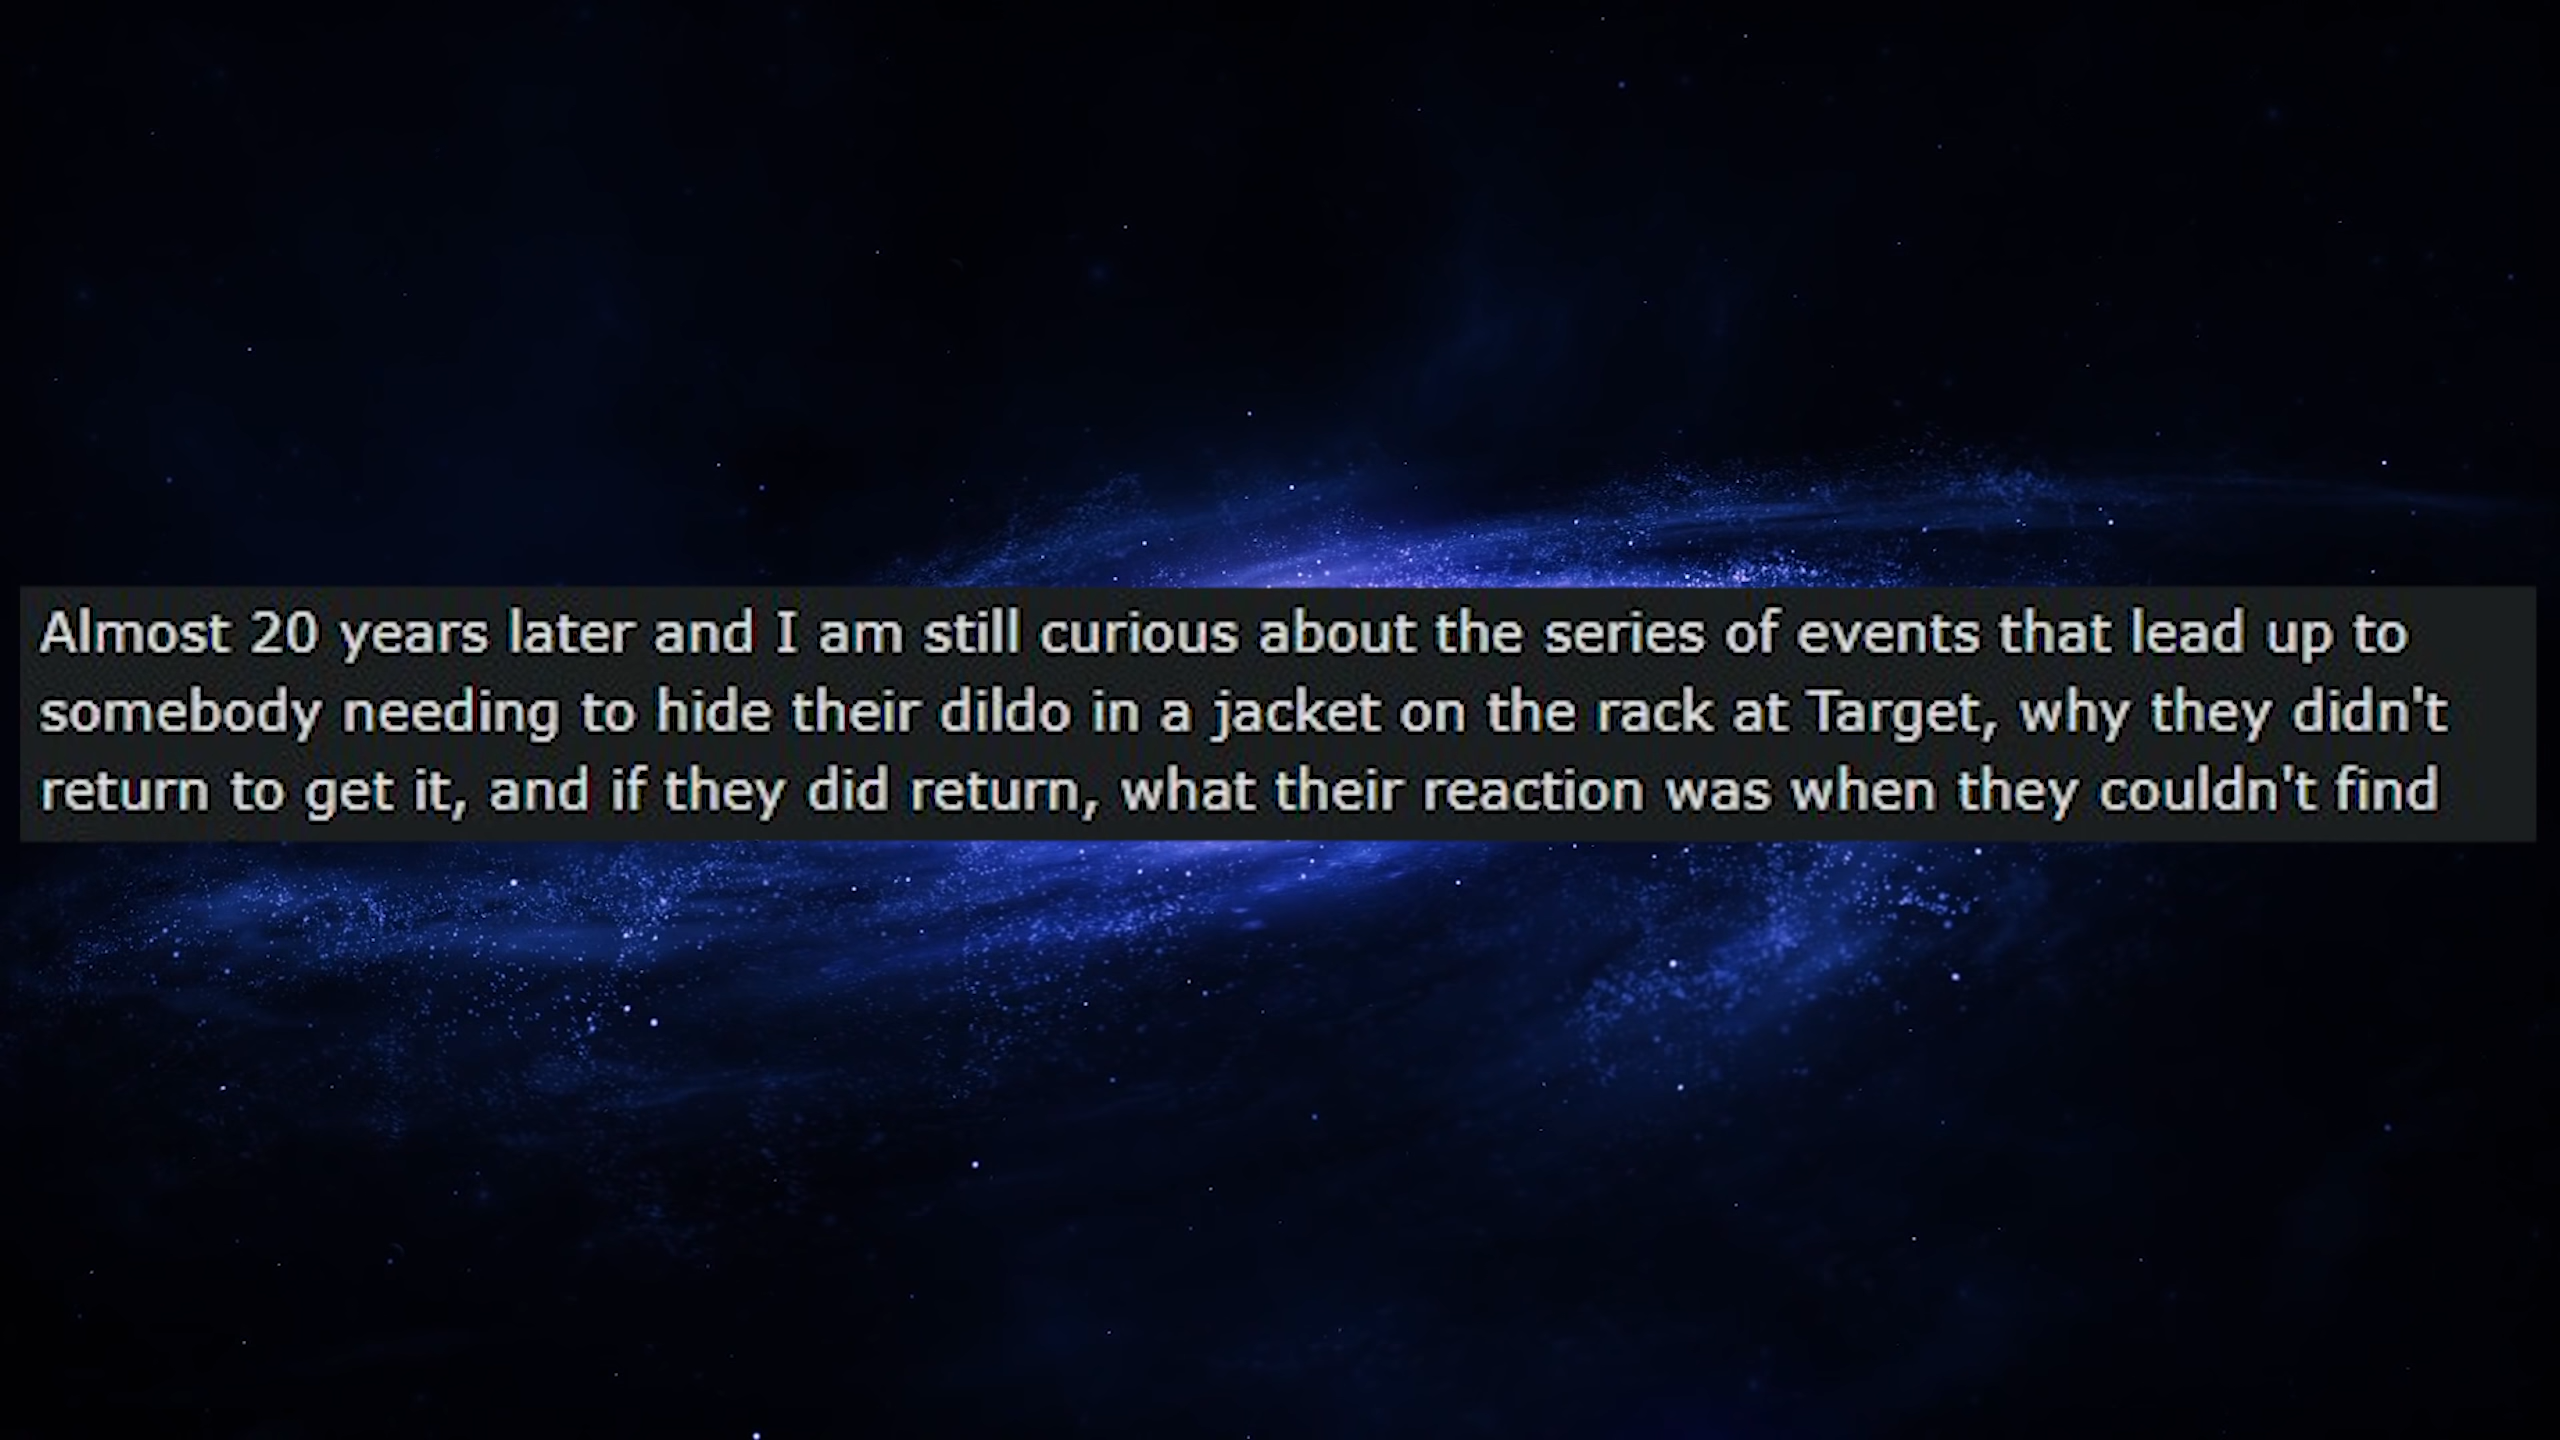 Almost 20 years later and I am still curious about the series of events that lead up to
somebody needing to hide their dildo in a jacket on the rack at Target, why they didn't
return to get it, and if they did return, what their reaction was when they couldn't find